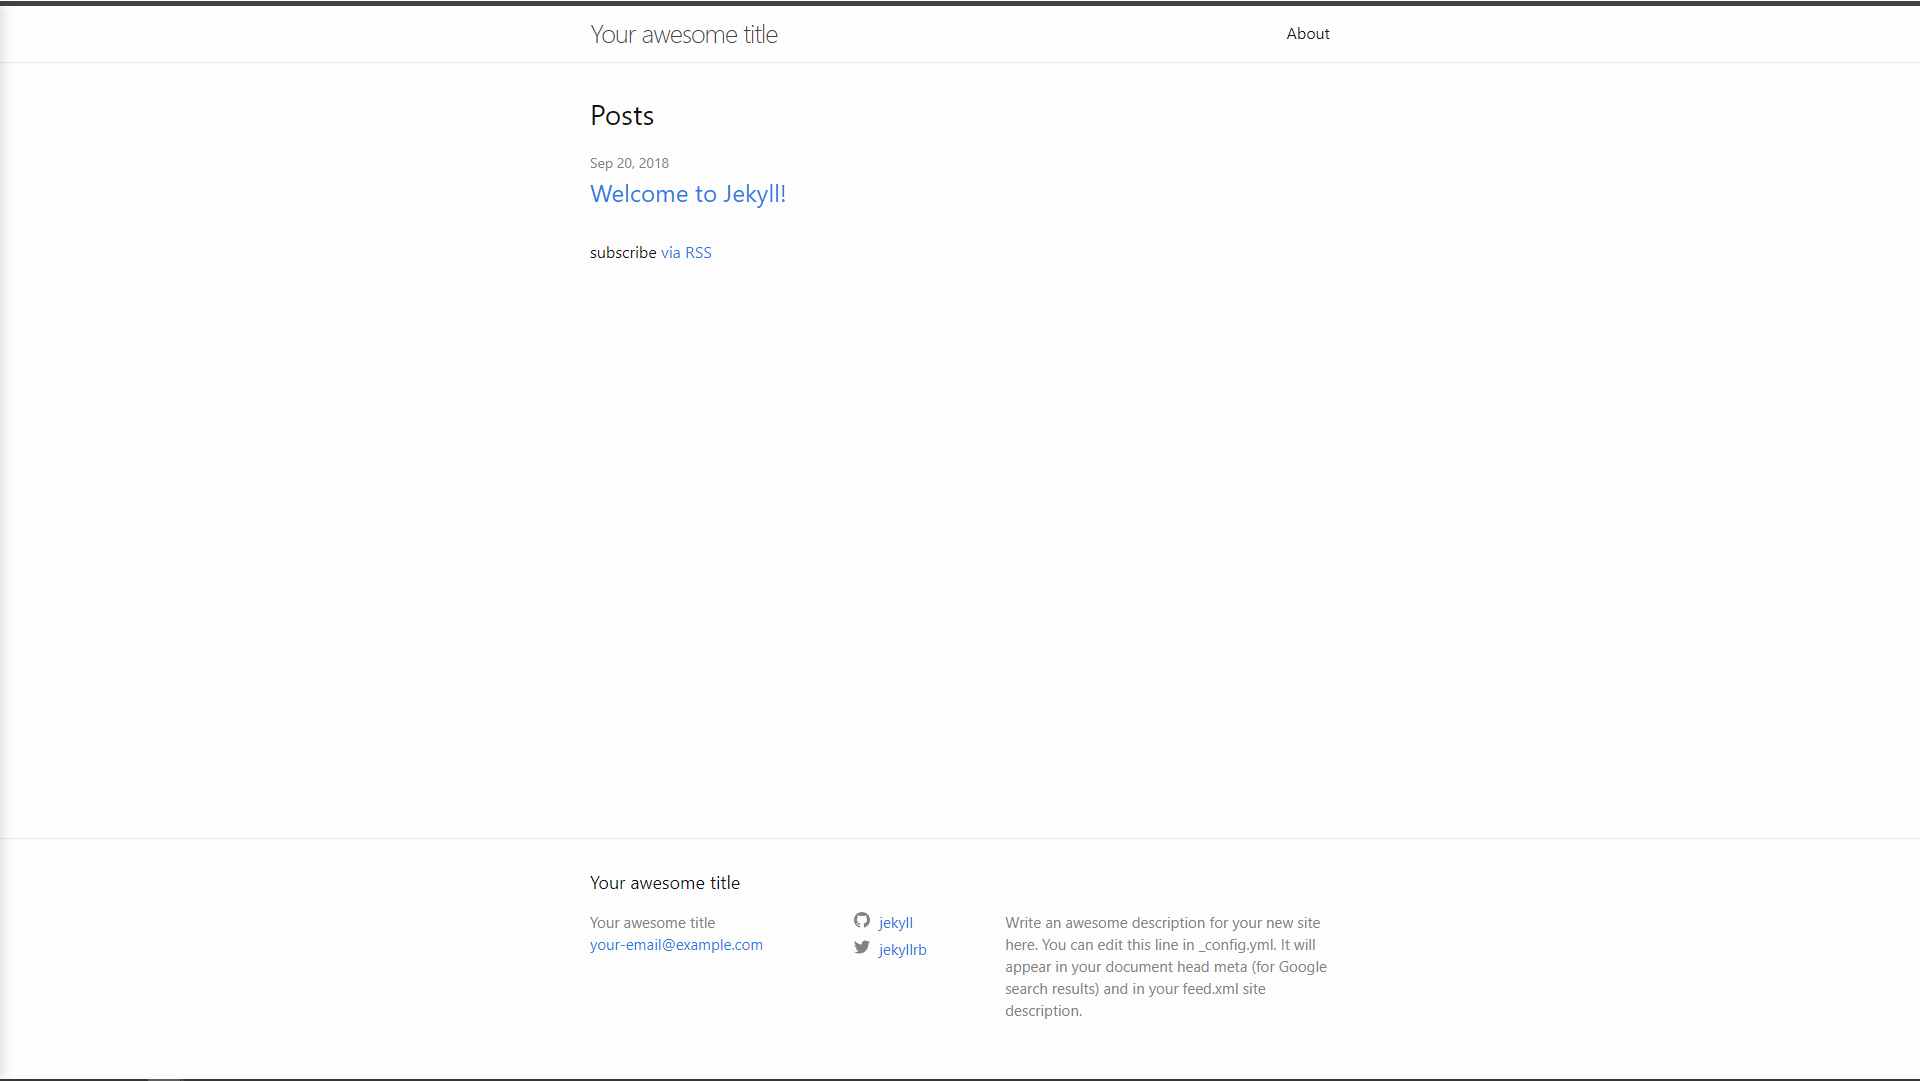 Your awesome title
About
Posts
Sep 20, 2018
Welcome to Jekyll!
subscribe via RSS
Your awesome title
Your awesome title
your-email@example.com
jekyll
jekyllrb
Write an awesome description for your new site
here. You can edit this line in _config.yml. It will
appear in your document head meta (for Google
search results) and in your feed.xml site
description.